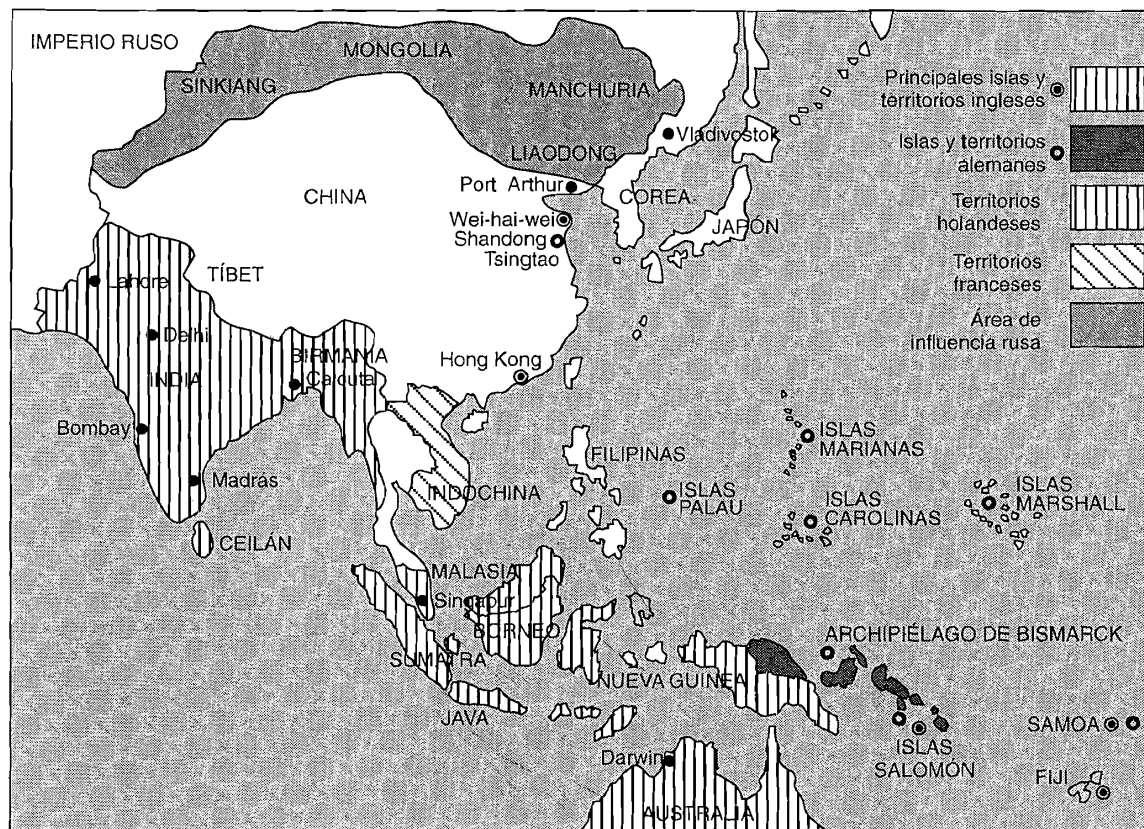 IMPERIO RUSO
MONGOLIA
SINKIANG
MANCHURIA
Vladivostok
LIAODONG
CHINA
Port Arthur
COREA
Wei-hai-wei
Shandong
Tsingtao
JAPÓN
TÍBET
Lahore
Delhi
BIRMANIA
INDIA
Calcuta
Hong Kong
Bombay
Madrás
INDOCHINA
FILIPINAS
ISLAS
PALAU
ISLAS
MARIANAS
ISLAS
CAROLINAS
ISLAS
MARSHALL
CEILÁN
MALASIA
Singapur
BORNEO
SUMATRA
JAVA
NUEVA GUINEA
ARCHIPIÉLAGO DE BISMARCK
ISLAS
SALOMÓN
SAMOA
FIJI
Darwin
AUSTRALIA
Principales islas y
territorios ingleses
Islas y territorios
alemanes
Territorios
holandeses
Territorios
franceses
Área de
influencia rusa